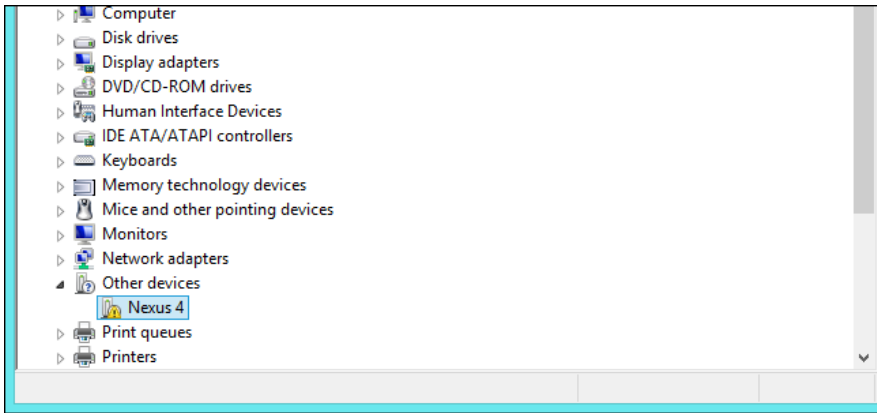 Computer
Disk drives
Display adapters
DVD/CD-ROM drives
Human Interface Devices
IDE ATA/ATAPI controllers
Keyboards
Memory technology devices
Mice and other pointing devices
Monitors
Network adapters
Other devices
Nexus 4
Print queues
Printers